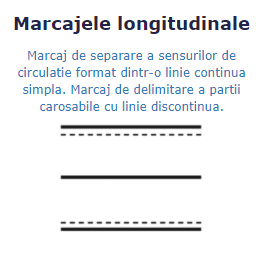 Marcajele longitudinale
Marcaj de separare a sensurilor de
circulatie format dintr-o linie continua
simpla. Marcaj de delimitare a partii
carosabile cu linie discontinua.